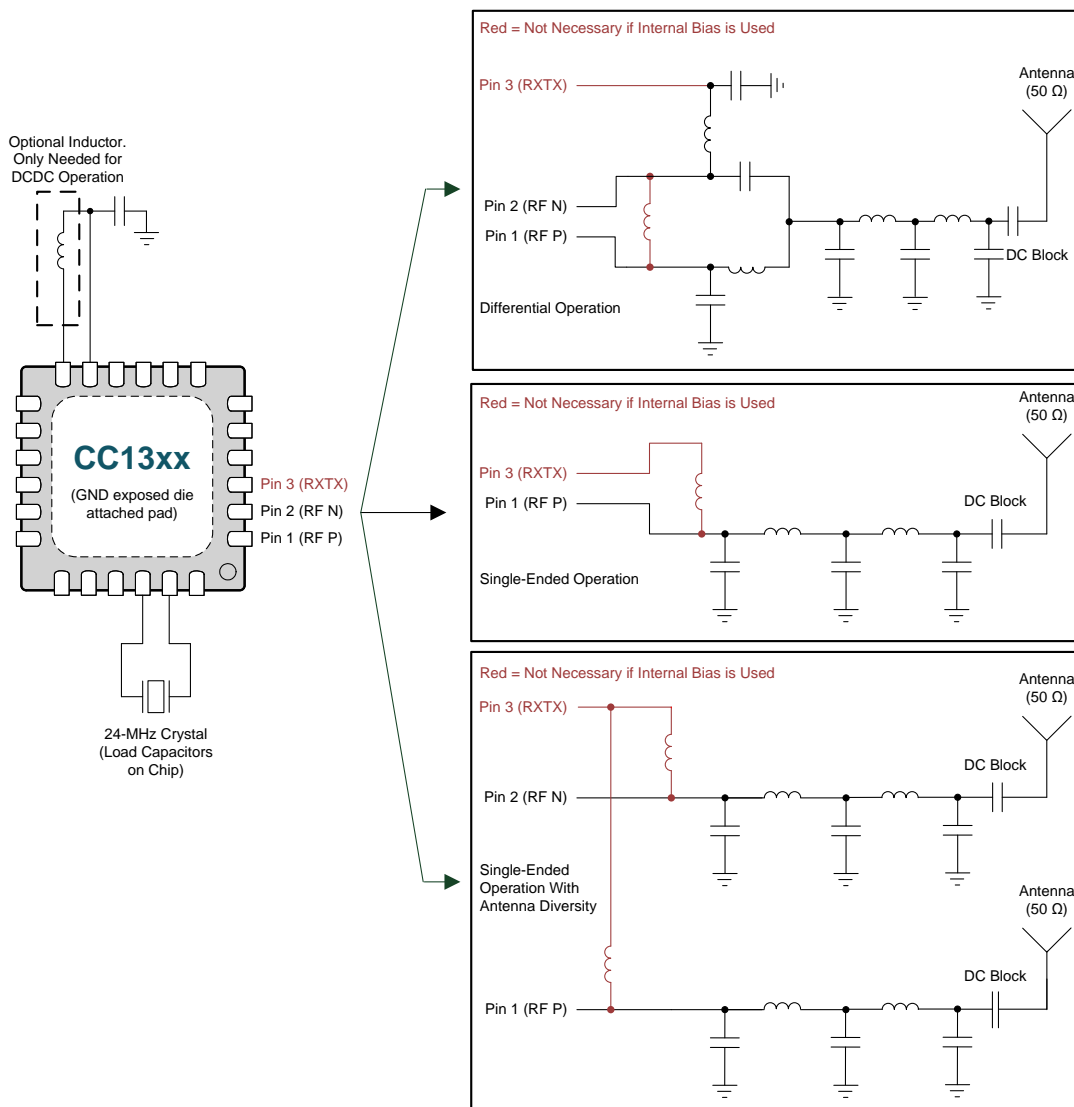 Optional Inductor.
Only Needed for
DCDC Operation
CC13xx
(GND exposed die
attached pad)
Pin 3 (RXTX)
Pin 2 (RF N)
Pin 1 (RF P)
24-MHz Crystal
(Load Capacitors
on Chip)
Red = Not Necessary if Internal Bias is Used
Pin 3 (RXTX)
Pin 2 (RF N)
Pin 1 (RF P)
Differential Operation
Antenna
(50 Ω)
DC Block
Red = Not Necessary if Internal Bias is Used
Pin 3 (RXTX)
Pin 1 (RF P)
Single-Ended Operation
Antenna
(50 Ω)
DC Block
Red = Not Necessary if Internal Bias is Used
Pin 3 (RXTX)
Pin 2 (RF N)
Antenna
(50 Ω)
DC Block
Single-Ended
Operation With
Antenna Diversity
Pin 1 (RF P)
Antenna
(50 Ω)
DC Block